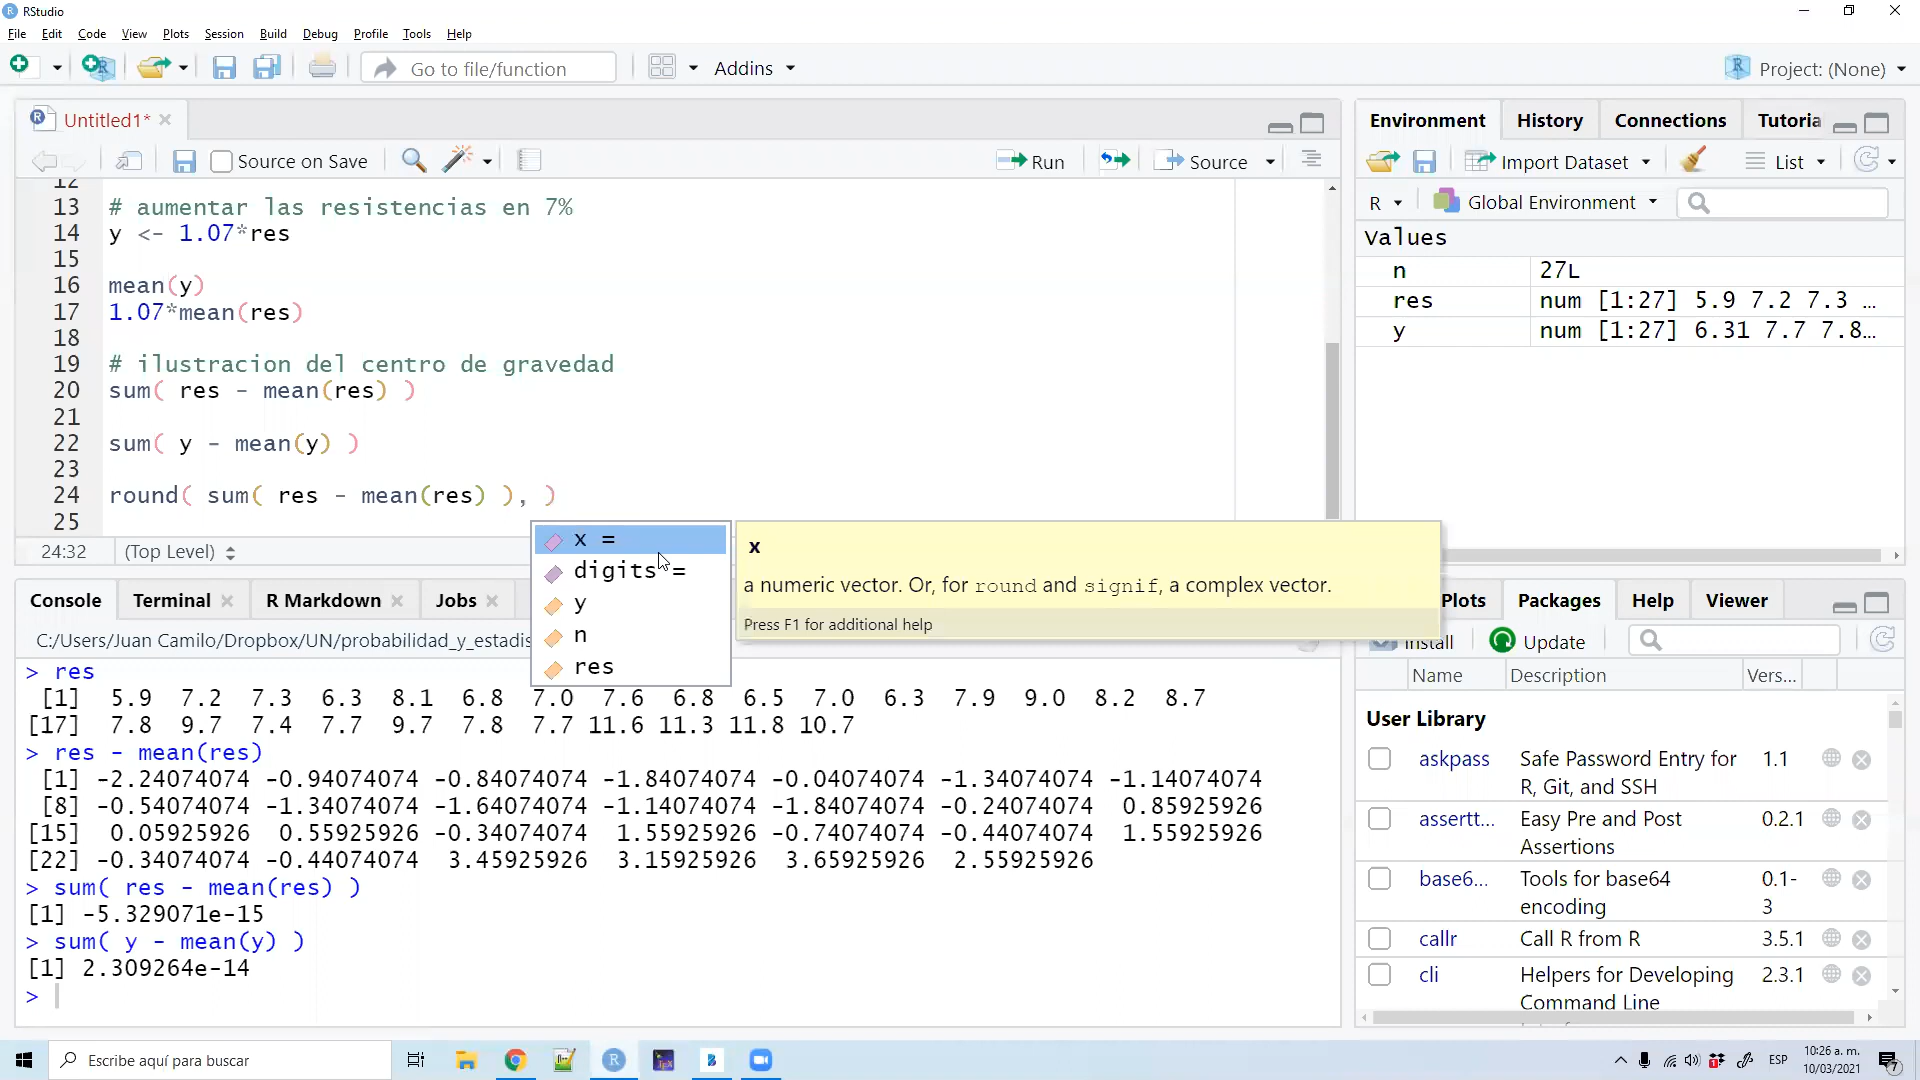 RStudio
File Edit Code View Plots Session Build Debug Profile Tools Help
Go to file/function Addins Project: (None)
Untitled1*
Source on Save Run Source
12
13 # aumentar las resistencias en 7%
14 y <- 1.07*res
15
16 mean(y)
17 1.07*mean(res)
18
19 # ilustracion del centro de gravedad
20 sum( res - mean(res) )
21
22 sum( y - mean(y) )
23
24 round( sum( res - mean(res) ), )
25
24:32 (Top Level)
x =
digits =
y
n
res
x
a numeric vector. Or, for round and signif, a complex vector.
Press F1 for additional help
Console Terminal R Markdown Jobs
C:/Users/Juan Camilo/Dropbox/UN/probabilidad_y_estadis
> res
[1] 5.9 7.2 7.3 6.3 8.1 6.8 7.0 7.6 6.8 6.5 7.0 6.3 7.9 9.0 8.2 8.7
[17] 7.8 9.7 7.4 7.7 9.7 7.8 7.7 11.6 11.3 11.8 10.7
> res - mean(res)
[1] -2.24074074 -0.94074074 -0.84074074 -1.84074074 -0.04074074 -1.34074074 -1.14074074
[8] -0.54074074 -1.34074074 -1.64074074 -1.14074074 -1.84074074 -0.24074074 0.85925926
[15] 0.05925926 0.55925926 -0.34074074 1.55925926 -0.74074074 -0.44074074 1.55925926
[22] -0.34074074 -0.44074074 3.45925926 3.15925926 3.65925926 2.55925926
> sum( res - mean(res) )
[1] -5.329071e-15
> sum( y - mean(y) )
[1] 2.309264e-14
>
Environment History Connections Tutoria
Import Dataset List
R Global Environment
Values
n 27L
res num [1:27] 5.9 7.2 7.3 ...
y num [1:27] 6.31 7.7 7.8...
Plots Packages Help Viewer
Install Update
Name Description Vers...
User Library
askpass Safe Password Entry for 1.1
R, Git, and SSH
assertt... Easy Pre and Post 0.2.1
Assertions
base6... Tools for base64 0.1-
encoding 3
callr Call R from R 3.5.1
cli Helpers for Developing 2.3.1
Command Line
Escribe aquí para buscar
ESP
10:26 a. m.
10/03/2021
7